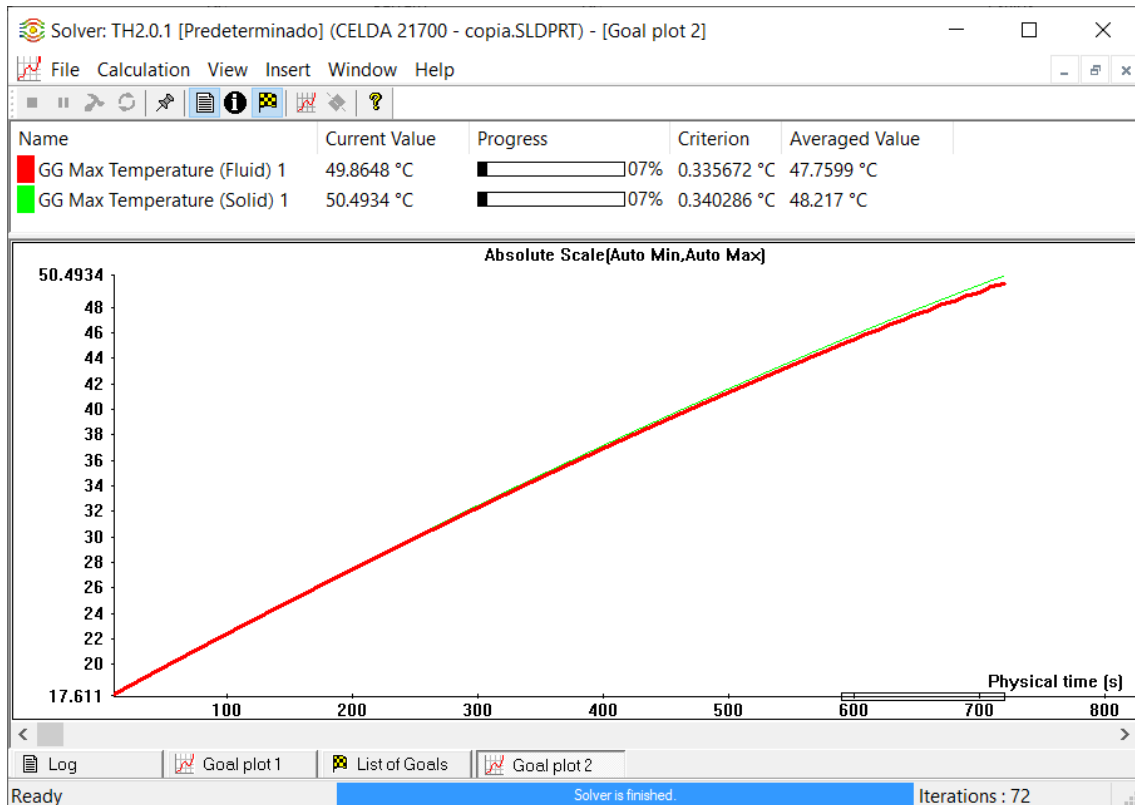 Solver: TH2.0.1 [Predeterminado] (CELDA 21700 - copia.SLDPRT) - [Goal plot 2]
File Calculation View Insert Window Help
Name Current Value Progress Criterion Averaged Value
GG Max Temperature (Fluid) 1 49.8648 °C 07% 0.335672 °C 47.7599 °C
GG Max Temperature (Solid) 1 50.4934 °C 07% 0.340286 °C 48.217 °C
Absolute Scale(Auto Min,Auto Max)
50.4934
48
46
44
42
40
38
36
34
32
30
28
26
24
22
20
17.611
Physical time (s)
100 200 300 400 500 600 700 800
Log Goal plot 1 List of Goals Goal plot 2
Ready Solver is finished. Iterations : 72